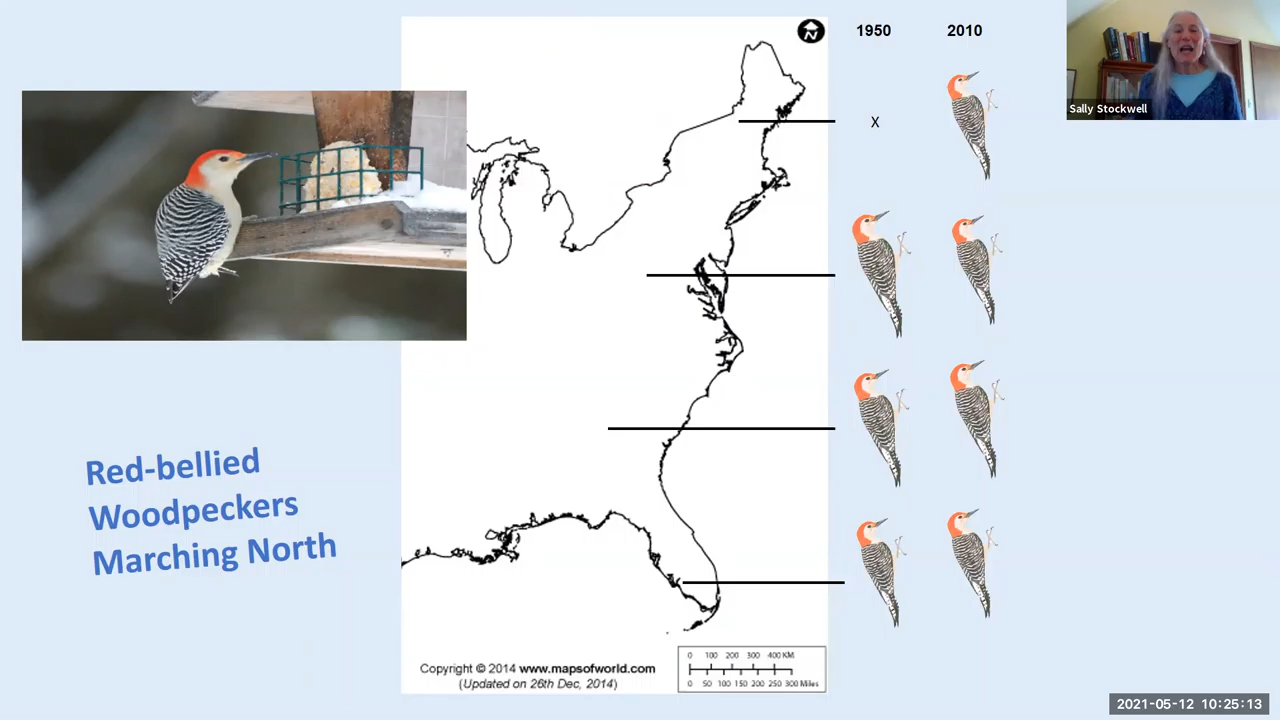 N
1950 2010
Sally Stockwell
X
Red-bellied
Woodpeckers
Marching North
Copyright © 2014 www.mapsofworld.com
(Updated on 26th Dec, 2014)
0 100 200 300 400 KM
0 50 100 150 200 250 300 Miles
2021-05-12 10:25:13